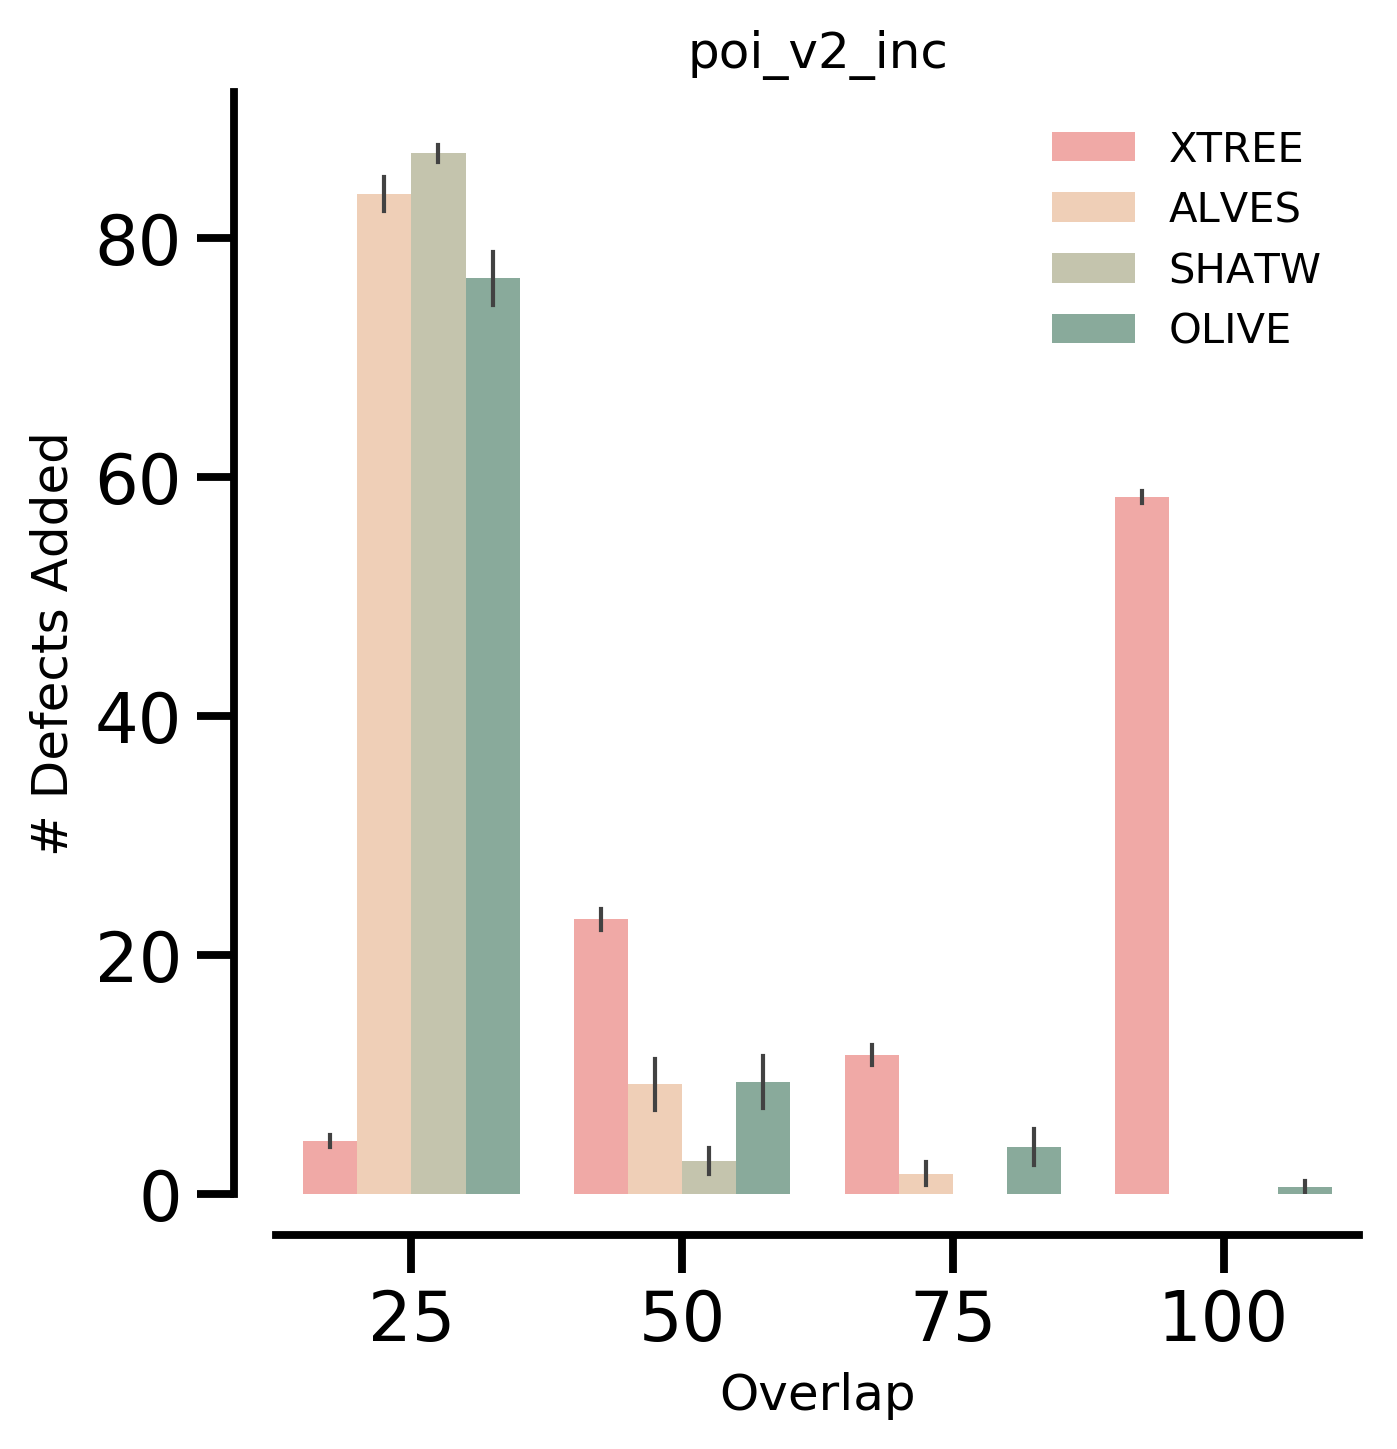 poi_v2_inc
XTREE
ALVES
SHATW
OLIVE
# Defects Added
80
60
40
20
0
25 50 75 100
Overlap